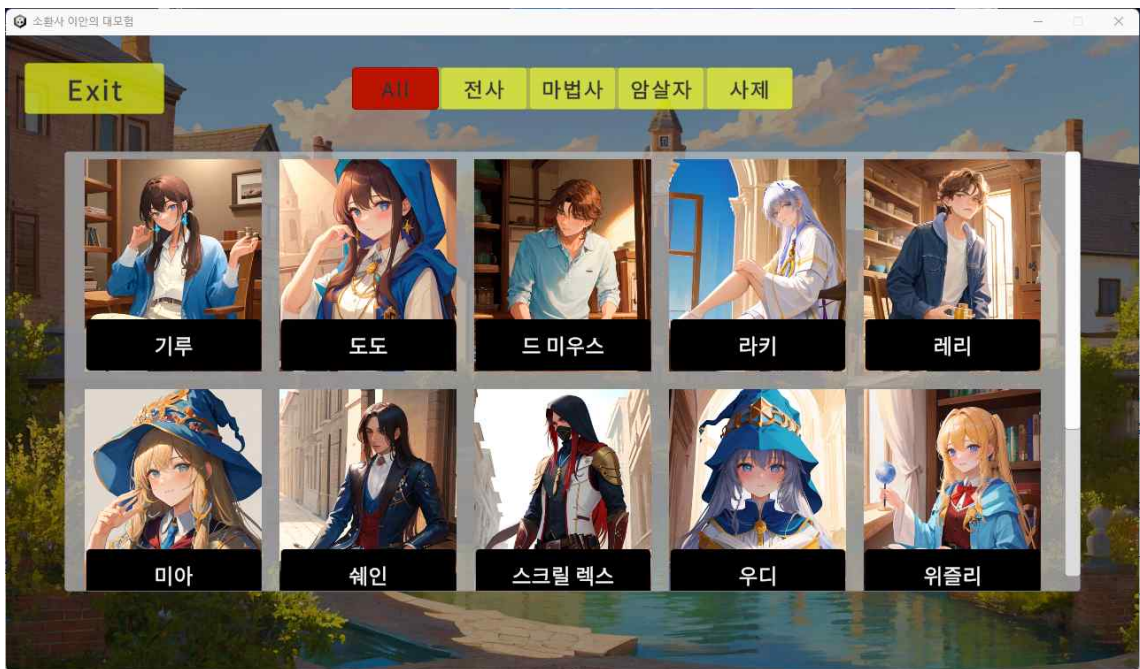 소환사 이안의 대모험
Exit
All 전사 마법사 암살자 사제
기루 도도 드 미우스 라키 레리
미아 쉐인 스크릴 렉스 우디 위즐리